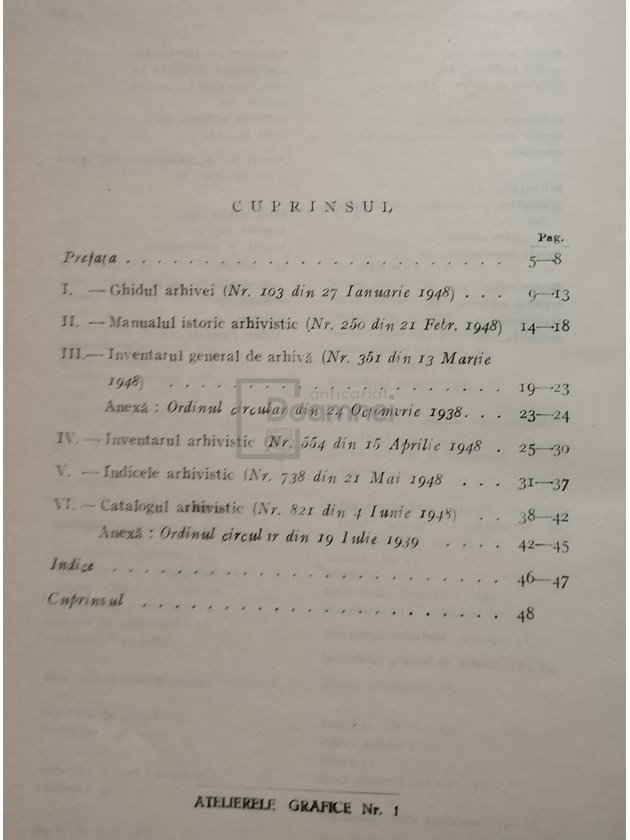 CUPRINSUL
Pag.
Prefața . . . . . . . . . . . . . . . . . . . . . . . 5—8
I. — Ghidul arhivei (Nr. 103 din 27 Ianuarie 1948) . . . 9—13
II. — Manualul istoric arhivistic (Nr. 250 din 21 Febr. 1948) 14—18
III.— Inventarul general de arhivă (Nr. 351 din 13 Martie
1948) . . . . . . . . . . . . . . . . . . . 19—23
Anexă : Ordinul circular din 24 Octomvrie 1938. . . 23—24
IV. — Inventarul arhivistic (Nr. 554 din 15 Aprilie 1948 . 25—30
V. — Indicele arhivistic (Nr. 738 din 21 Mai 1948 . . . 31—37
VI. — Catalogul arhivistic (Nr. 821 din 4 Iunie 1948) . . 38—42
Anexă : Ordinul circular din 19 Iulie 1939 . . . . 42—45
Indice . . . . . . . . . . . . . . . . . . . . . . . 46—47
Cuprinsul . . . . . . . . . . . . . . . . . . . . . 48
anticariat
Doamnei
ATELIERELE GRAFICE Nr. 1